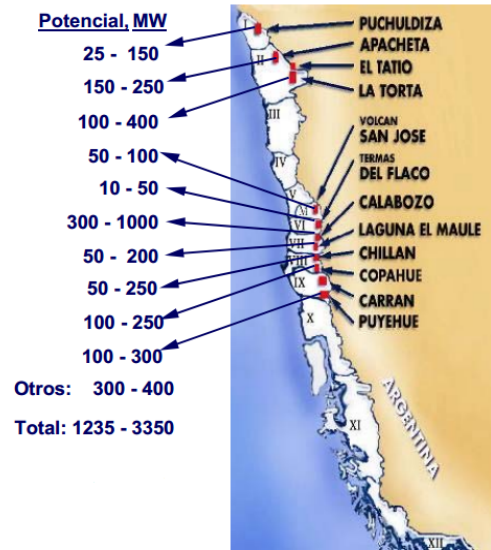 Potencial, MW
25 - 150
150 - 250
100 - 400
50 - 100
10 - 50
300 - 1000
50 - 200
50 - 250
100 - 250
100 - 300
Otros: 300 - 400
Total: 1235 - 3350
PUCHULDIZA
APACHETA
EL TATIO
LA TORTA
VOLCAN
SAN JOSE
TERMAS
DEL FLACO
CALABOZO
LAGUNA EL MAULE
CHILLAN
COPAHUE
CARRAN
PUYEHUE
I
II
III
IV
V
VI
VII
VIII
IX
X
XI
XII
ARGENTINA